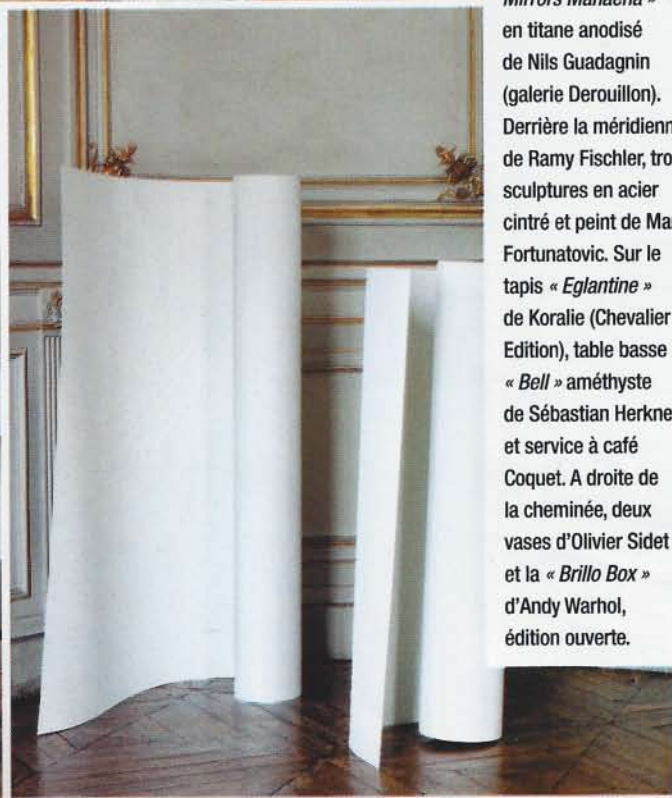 Mirrors
en titane anodisé
de Nils Guadagnin
(galerie Derouillon).
Derrière la méridienn
de Ramy Fischler, tro
sculptures en acier
cintré et peint de Ma
Fortunatovic. Sur le
tapis « Eglantine »
de Koralie (Chevalier
Edition), table basse
« Bell » améthyste
de Sébastian Herkne
et service à café
Coquet. A droite de
la cheminée, deux
vases d'Olivier Sidet
et la « Brillo Box »
d'Andy Warhol,
édition ouverte.